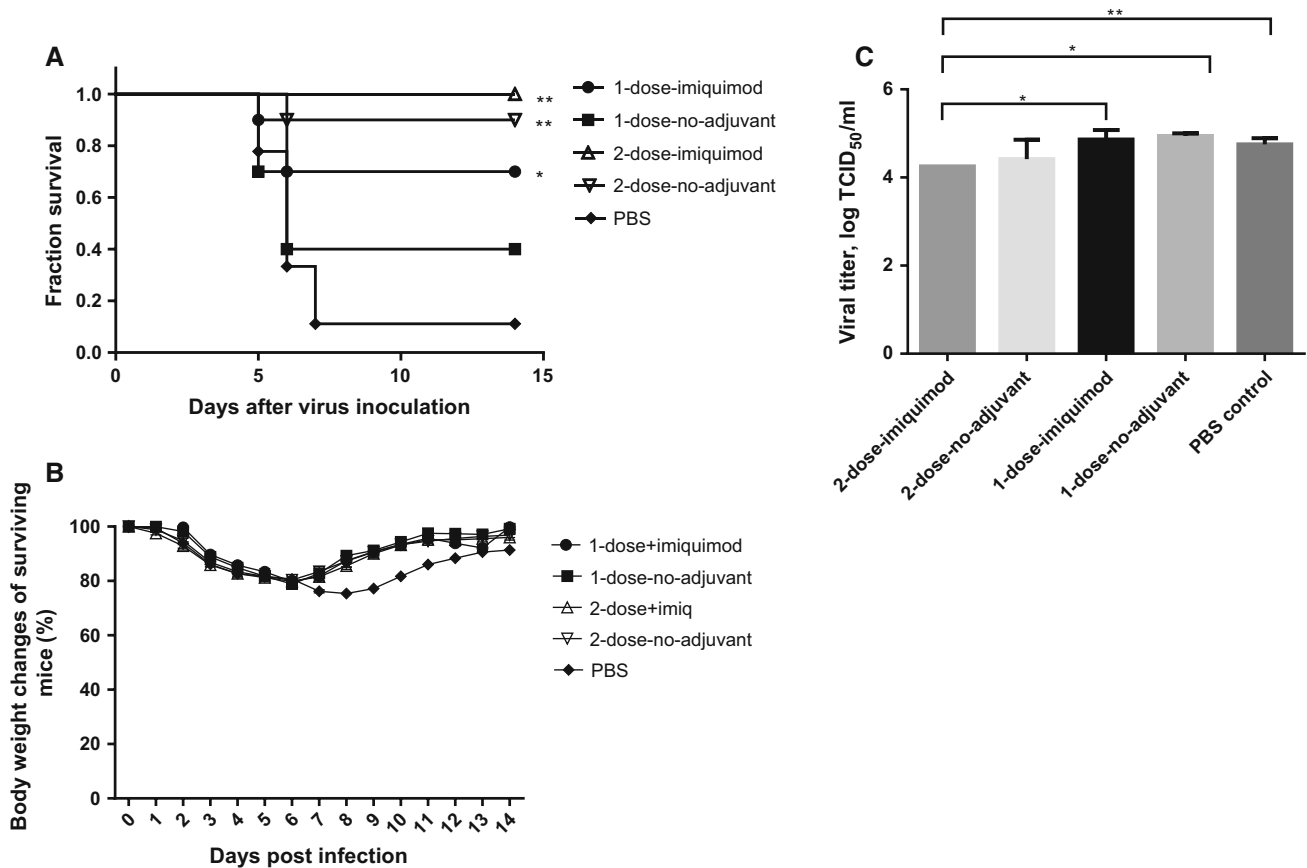 A
Fraction survival
1.0
0.8
0.6
0.4
0.2
0.0
0
5
10
15
Days after virus inoculation
**
**
*
1-dose-imiquimod
1-dose-no-adjuvant
2-dose-imiquimod
2-dose-no-adjuvant
PBS
B
Body weight changes of surviving
mice (%)
100
80
60
40
20
0
0
1
2
3
4
5
6
7
8
9
10
11
12
13
14
Days post infection
1-dose+imiquimod
1-dose-no-adjuvant
2-dose+imiq
2-dose-no-adjuvant
PBS
C
**
*
*
Viral titer, log TCID50/ml
6
4
2
0
2-dose-imiquimod
2-dose-no-adjuvant
1-dose-imiquimod
1-dose-no-adjuvant
PBS control